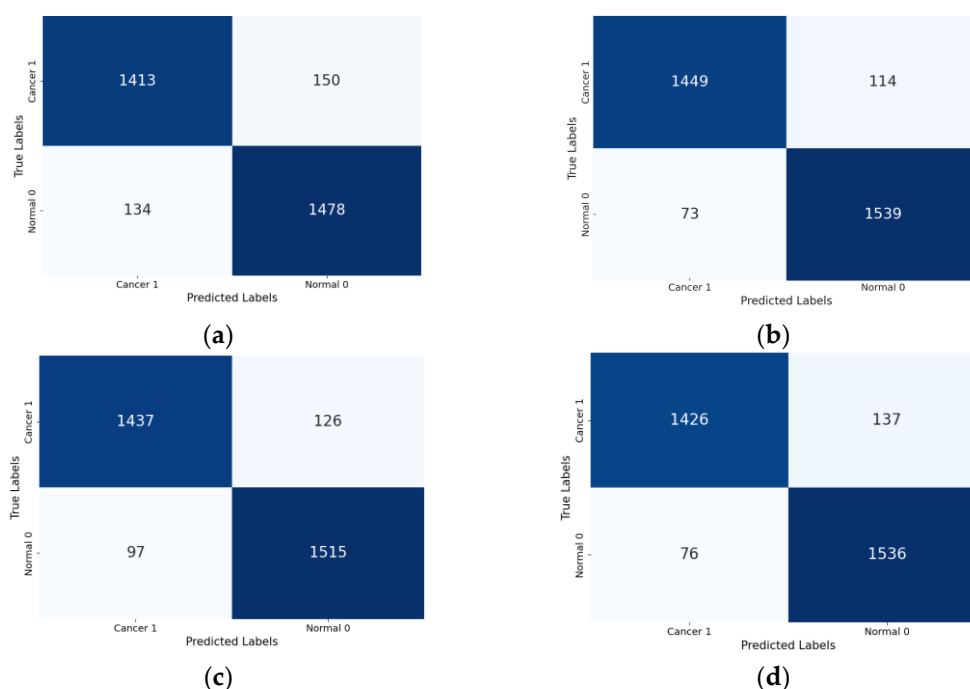 True Labels
Cancer 1
Normal 0
1413
150
134
1478
Cancer 1
Normal 0
Predicted Labels
(a)
True Labels
Cancer 1
Normal 0
1449
114
73
1539
Cancer 1
Normal 0
Predicted Labels
(b)
True Labels
Cancer 1
Normal 0
1437
126
97
1515
Cancer 1
Normal 0
Predicted Labels
(c)
True Labels
Cancer 1
Normal 0
1426
137
76
1536
Cancer 1
Normal 0
Predicted Labels
(d)